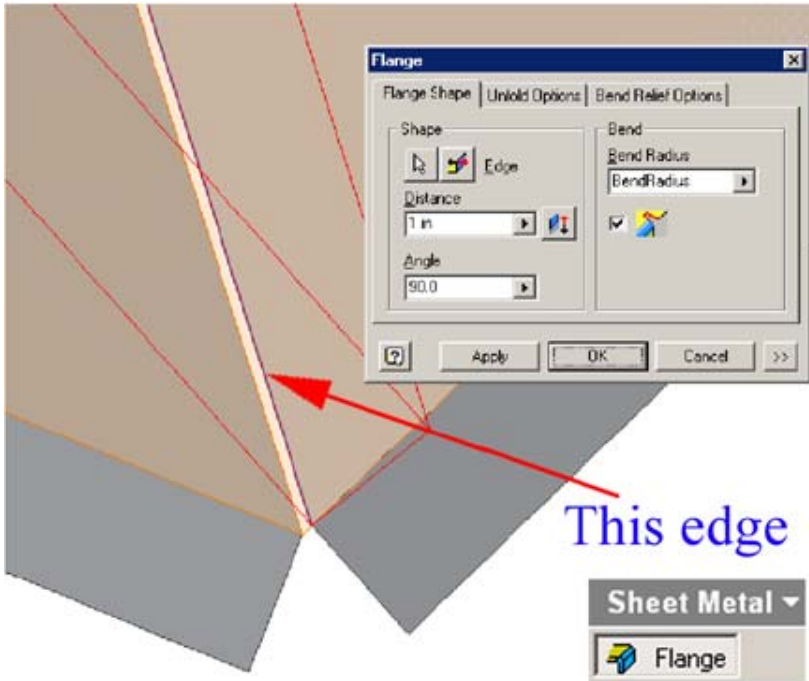 Flange
Flange Shape
Unfold Options
Bend Relief Options
Shape
Edge
Distance
1 in
Angle
90.0
Bend
Bend Radius
BendRadius
?
Apply
OK
Cancel
>>
This edge
Sheet Metal
Flange